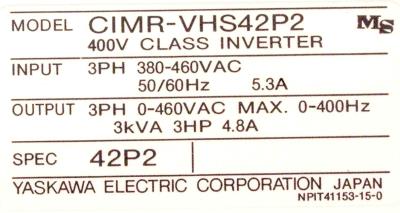 MODEL CIMR-VHS42P2 MS
400V CLASS INVERTER
INPUT 3PH 380-460VAC
50/60Hz 5.3A
OUTPUT 3PH 0-460VAC MAX. 0-400Hz
3kVA 3HP 4.8A
SPEC 42P2
YASKAWA ELECTRIC CORPORATION JAPAN
NPIT41153-15-0